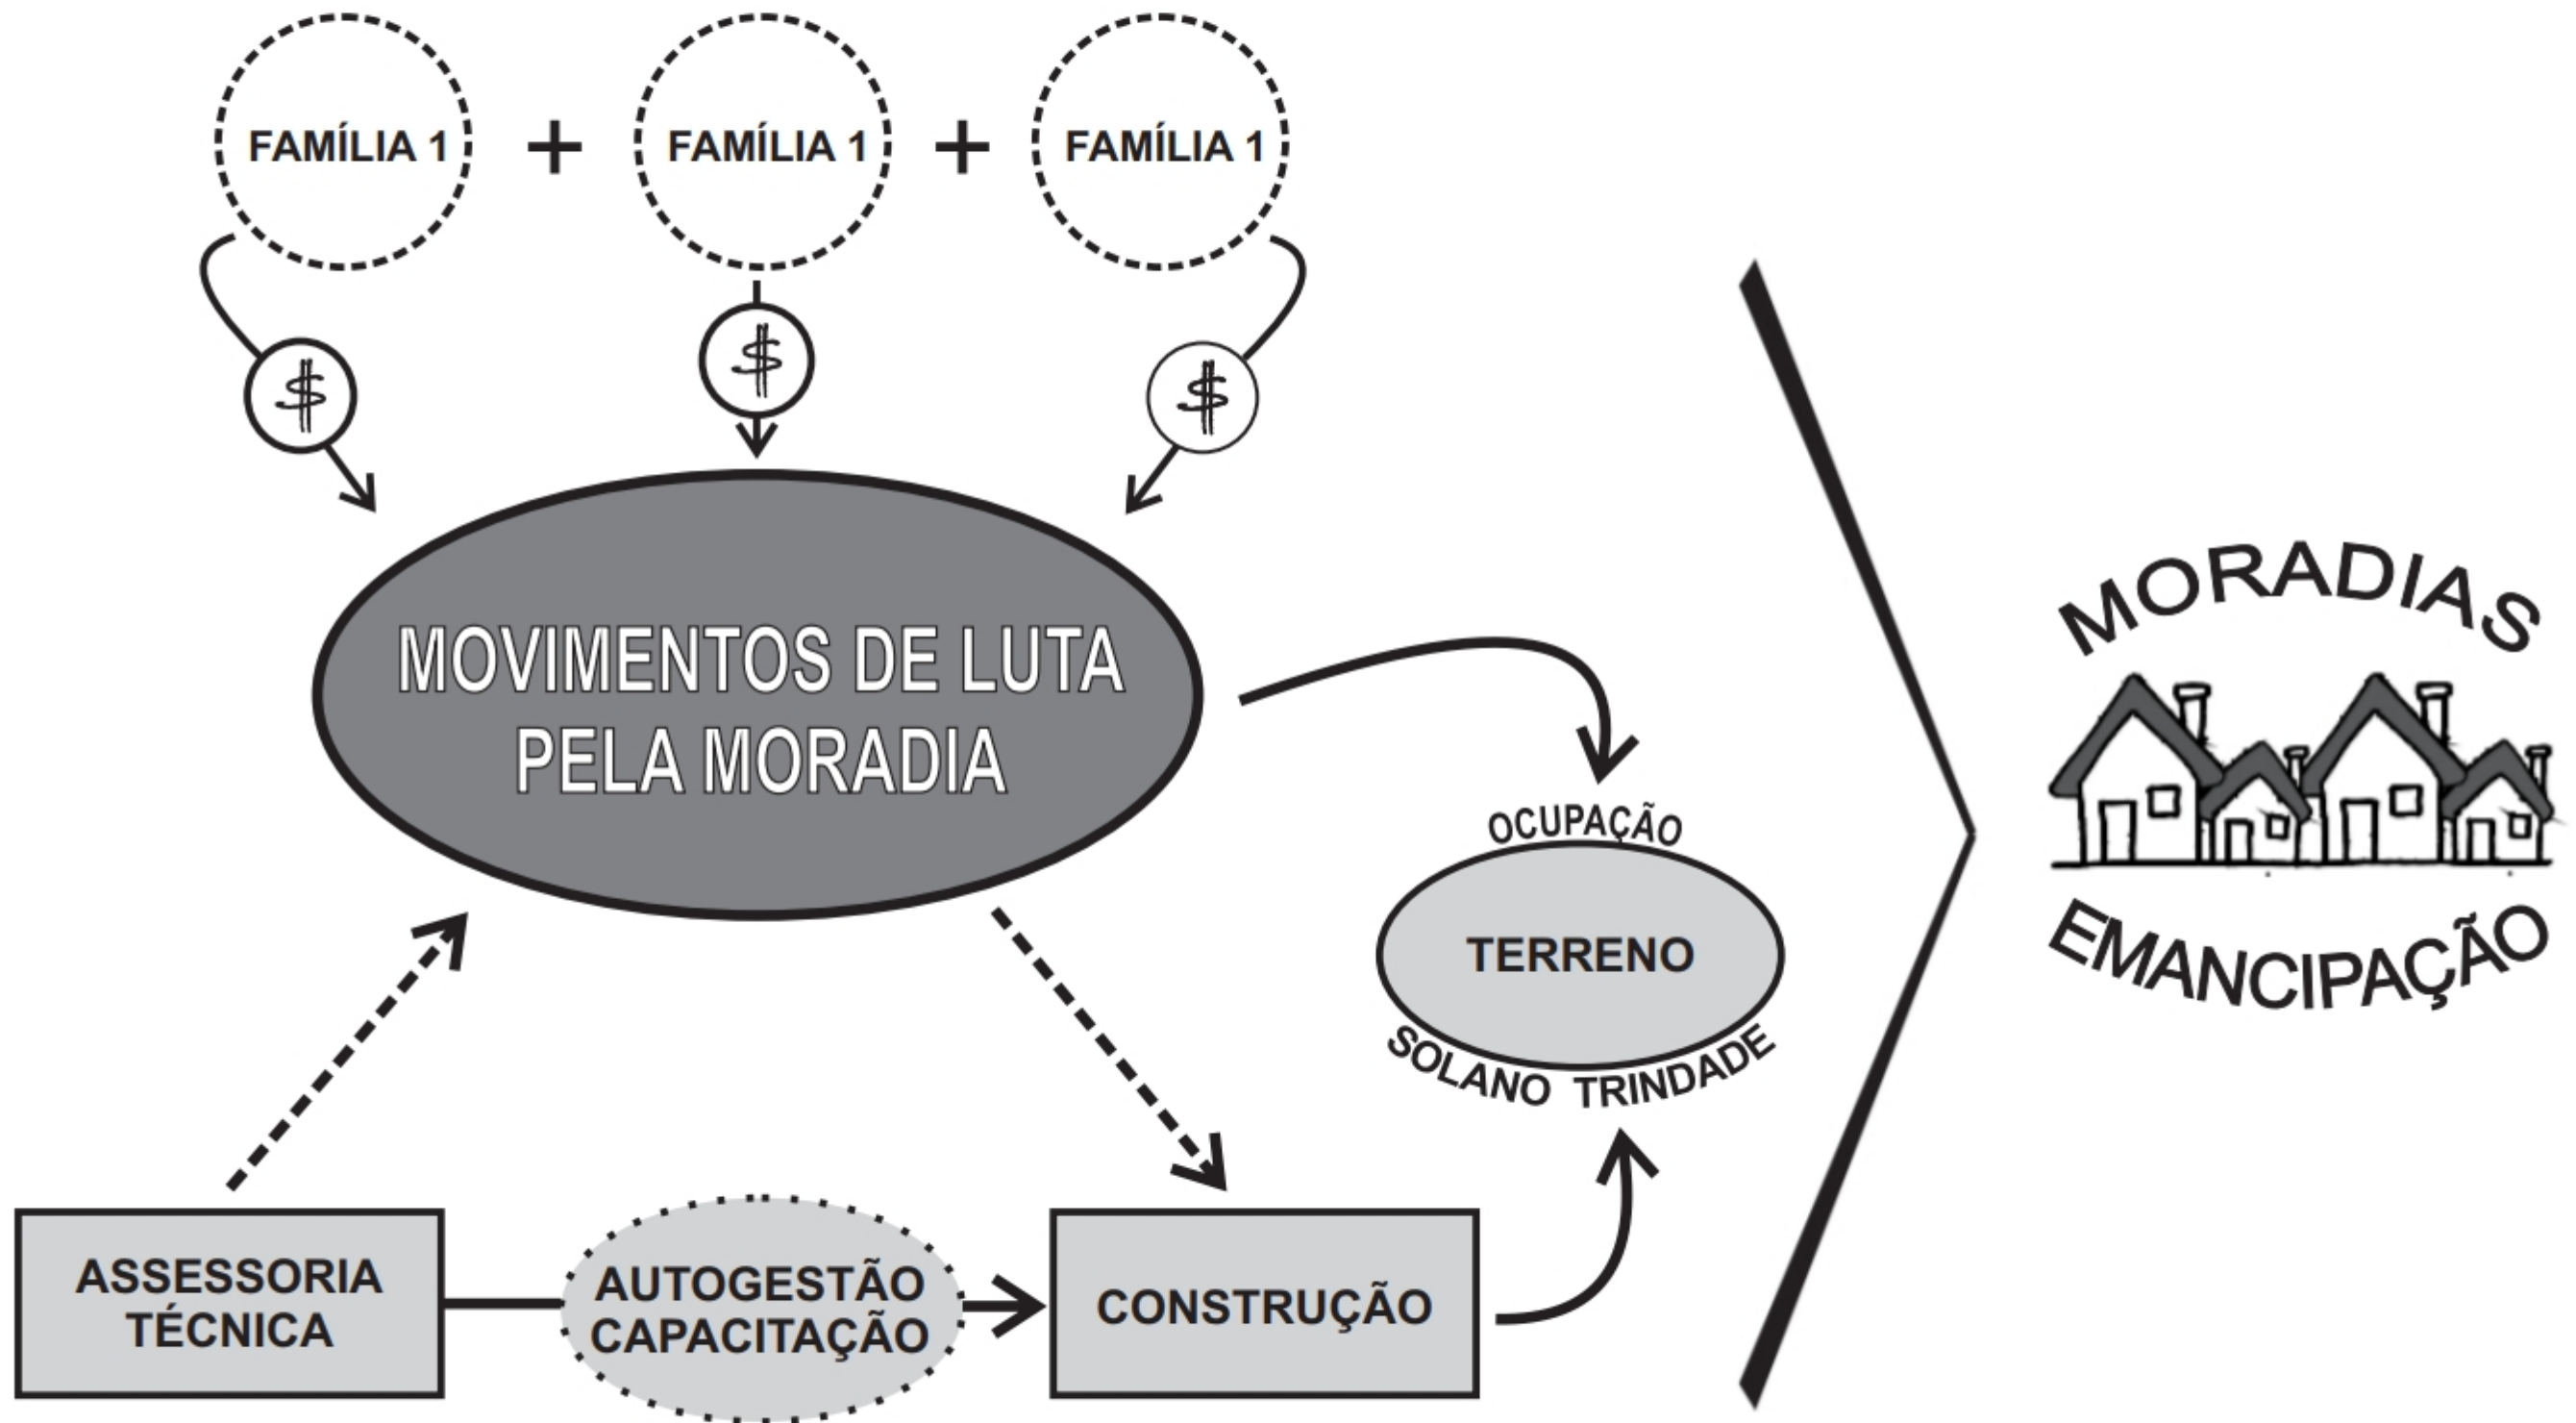 FAMÍLIA 1 + FAMÍLIA 1 + FAMÍLIA 1
$ $ $
MOVIMENTOS DE LUTA
PELA MORADIA
OCUPAÇÃO
TERRENO
SOLANO TRINDADE
ASSESSORIA
TÉCNICA
AUTOGESTÃO
CAPACITAÇÃO
CONSTRUÇÃO
MORADIAS
EMANCIPAÇÃO